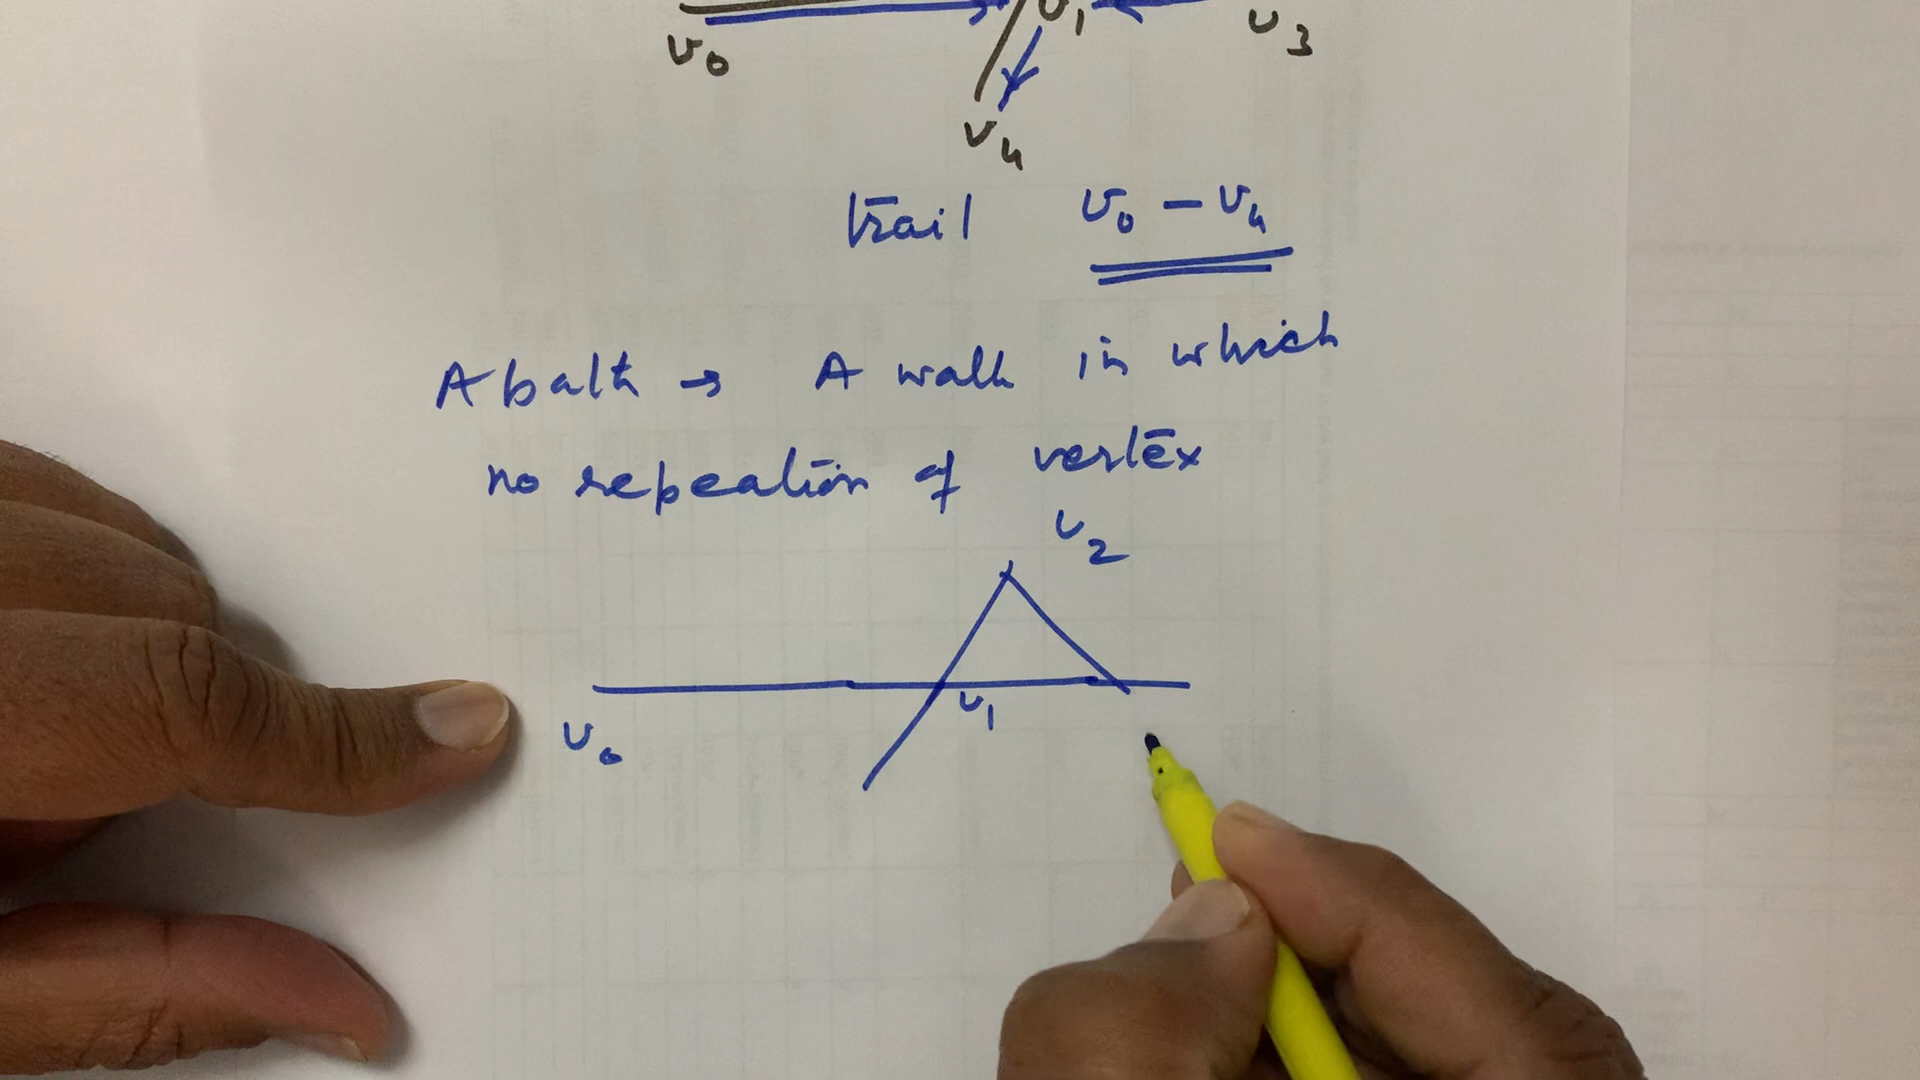 v₀ v₁ v₃
v₄
trail v₀ – v₄
A path → A walk in which
no repeation of vertex
v₂
v₁
v₀